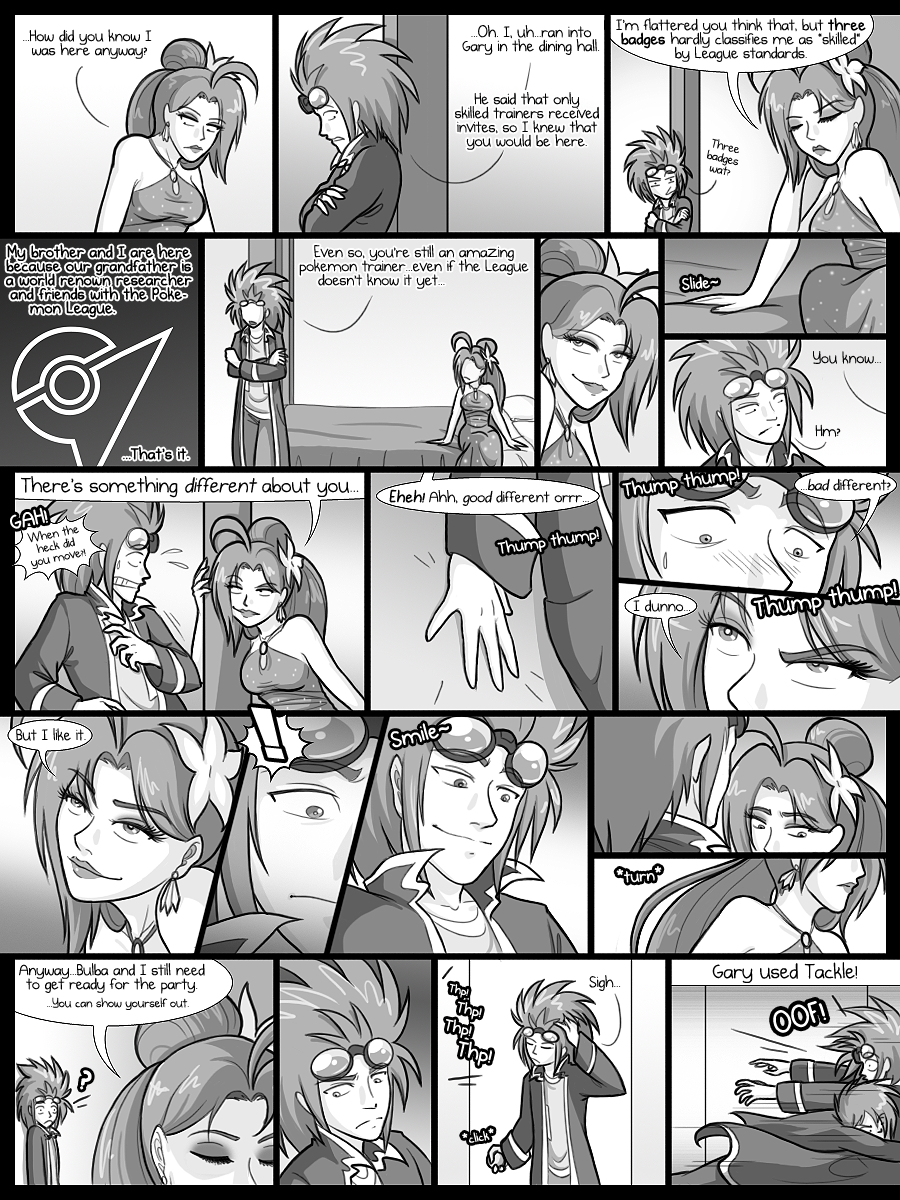 ...How did you know I
was here anyway?
...Oh. I, uh...ran into
Gary in the dining hall.
He said that only
skilled trainers received
invites, so I knew that
you would be here.
I'm flattered you think that, but three
badges hardly classifies me as "skilled"
by League standards.
Three
badges
wat?
My brother and I are here
because our grandfather is
a world renown researcher
and friends with the Poke-
mon League.
...That's it.
Even so, you're still an amazing
pokemon trainer...even if the League
doesn't know it yet...
Slide~
You know...
Hm?
There's something different about you...
GAH!
When the
heck did
you move?!
Eheh! Ahh, good different orrr...
Thump thump!
Thump thump!
...bad different?
I dunno...
Thump thump!
But I like it.
!
Smile~
*turn*
Anyway...Bulba and I still need
to get ready for the party.
...You can show yourself out.
?
Thp!
Thp!
Thp!
Thp!
Sigh...
*click*
Gary used Tackle!
OOF!